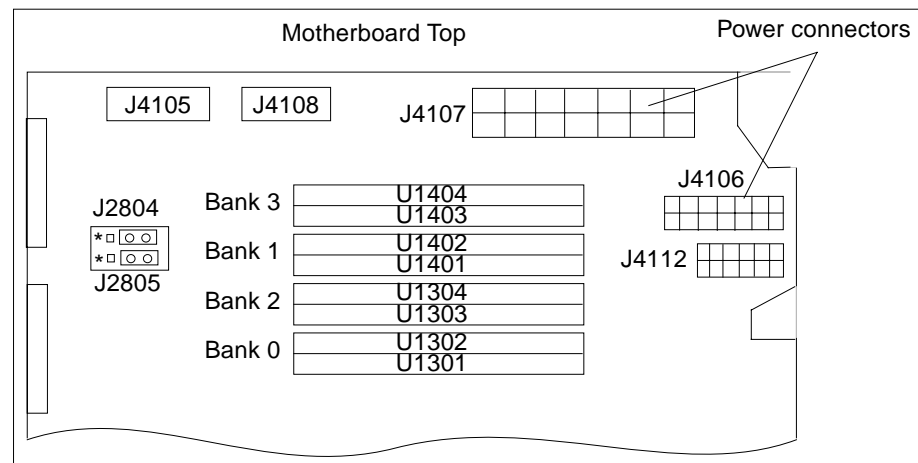 Motherboard Top
Power connectors
J4105
J4108
J4107
J4106
J2804
*
*
J2805
Bank 3
U1404
U1403
Bank 1
U1402
U1401
J4112
Bank 2
U1304
U1303
Bank 0
U1302
U1301